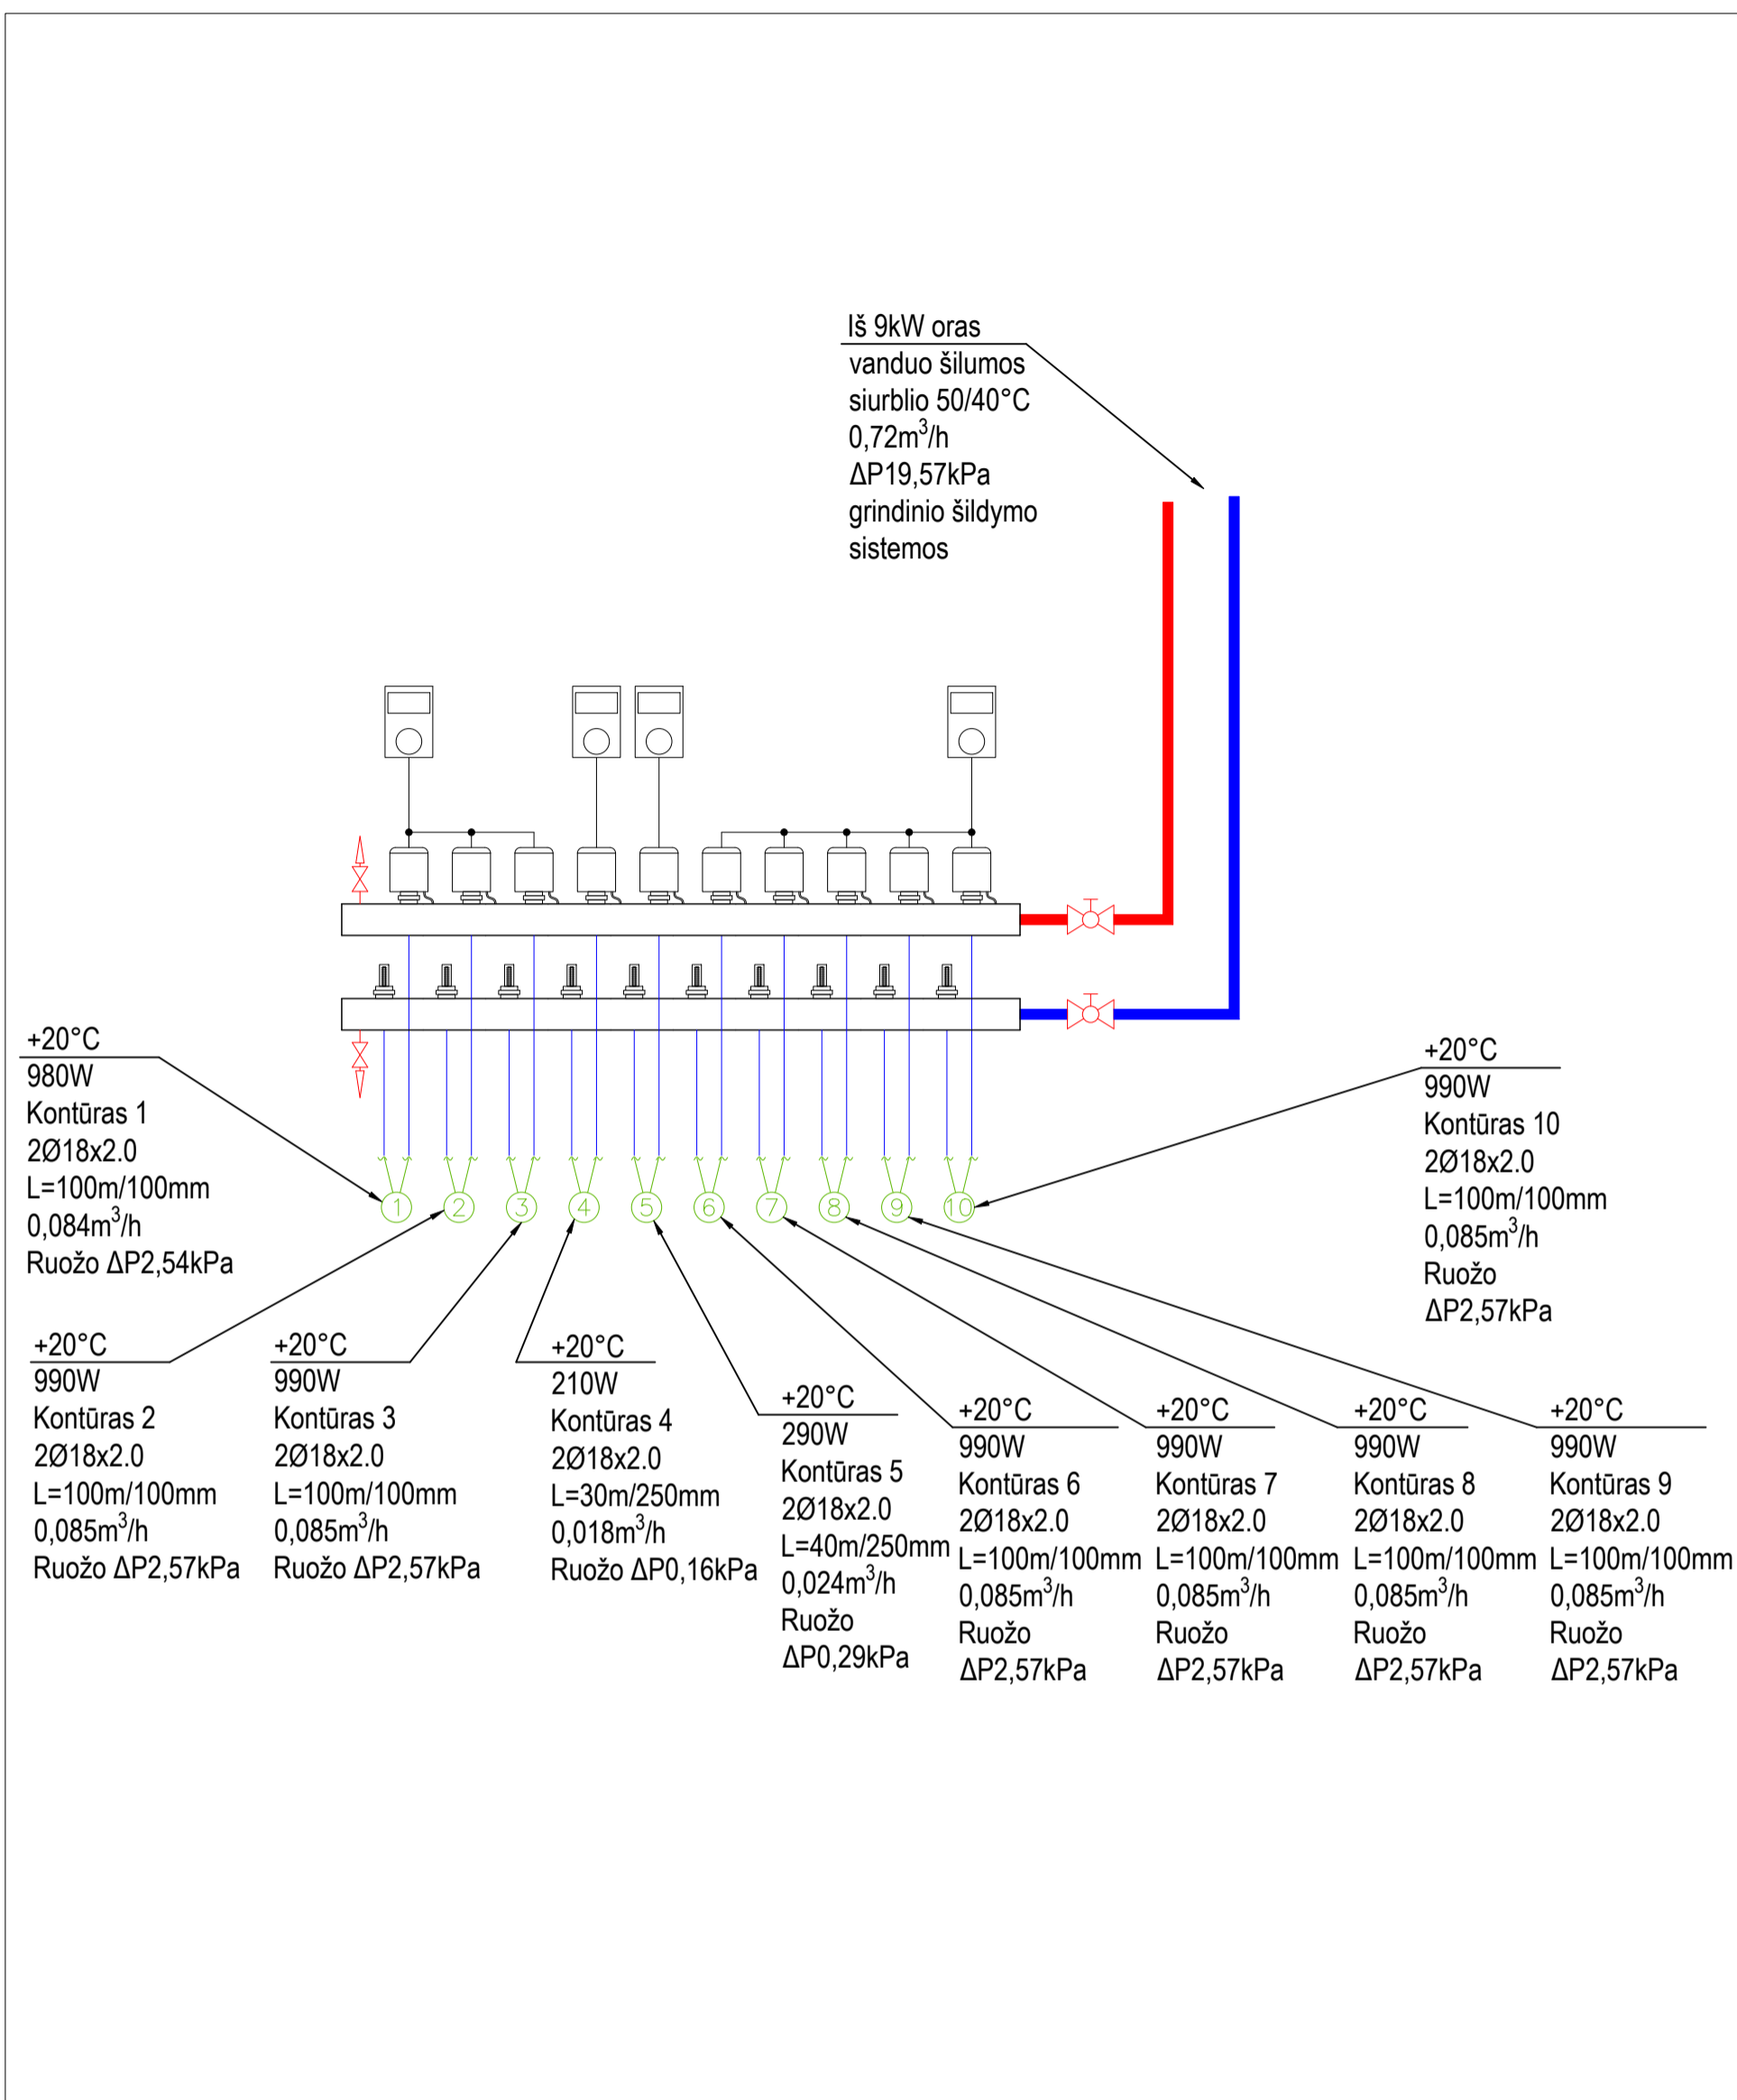 Iš 9kW oras
vanduo šilumos
siurblio 50/40°C
0,72m³/h
ΔP19,57kPa
grindinio šildymo
sistemos
+20°C
980W
Kontūras 1
2Ø18x2.0
L=100m/100mm
0,084m³/h
Ruožo ΔP2,54kPa
+20°C
990W
Kontūras 10
2Ø18x2.0
L=100m/100mm
0,085m³/h
Ruožo
ΔP2,57kPa
1 2 3 4 5 6 7 8 9 10
+20°C
990W
Kontūras 2
2Ø18x2.0
L=100m/100mm
0,085m³/h
Ruožo ΔP2,57kPa
+20°C
990W
Kontūras 3
2Ø18x2.0
L=100m/100mm
0,085m³/h
Ruožo ΔP2,57kPa
+20°C
210W
Kontūras 4
2Ø18x2.0
L=30m/250mm
0,018m³/h
Ruožo ΔP0,16kPa
+20°C
290W
Kontūras 5
2Ø18x2.0
L=40m/250mm
0,024m³/h
Ruožo
ΔP0,29kPa
+20°C
990W
Kontūras 6
2Ø18x2.0
L=100m/100mm
0,085m³/h
Ruožo
ΔP2,57kPa
+20°C
990W
Kontūras 7
2Ø18x2.0
L=100m/100mm
0,085m³/h
Ruožo
ΔP2,57kPa
+20°C
990W
Kontūras 8
2Ø18x2.0
L=100m/100mm
0,085m³/h
Ruožo
ΔP2,57kPa
+20°C
990W
Kontūras 9
2Ø18x2.0
L=100m/100mm
0,085m³/h
Ruožo
ΔP2,57kPa